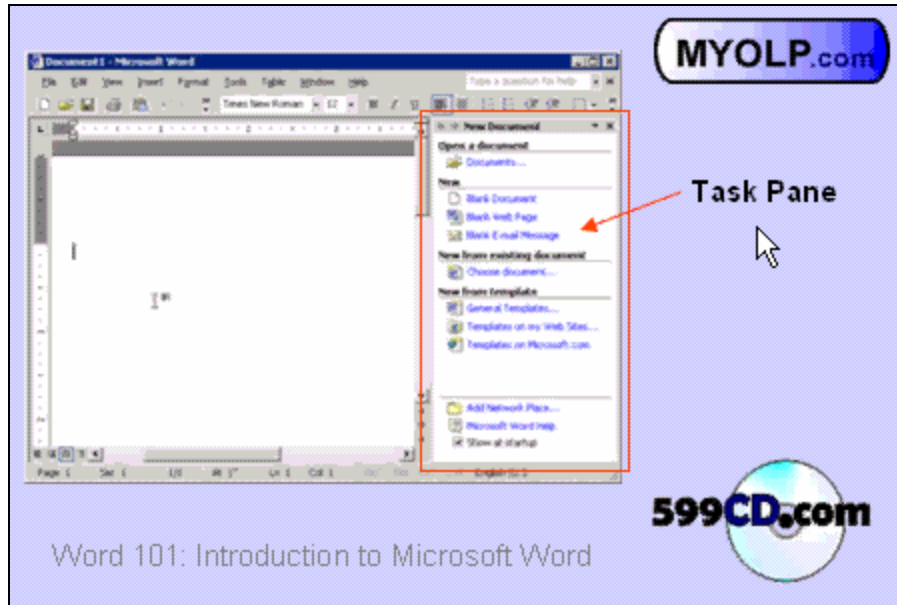 MYOLP.com
Document1 - Microsoft Word
File Edit View Insert Format Tools Table Window Help
Type a question for help
Times New Roman 12 B I U
New Document
Open a document
Documents...
New
Blank Document
Blank Web Page
Blank E-mail Message
New from existing document
Choose document...
New from template
General Templates...
Templates on my Web Sites...
Templates on Microsoft.com
Add Network Place...
Microsoft Word Help
Show at startup
Page 1 Sec 1 1/1 At 1" Ln 1 Col 1
Task Pane
599CD.com
Word 101: Introduction to Microsoft Word